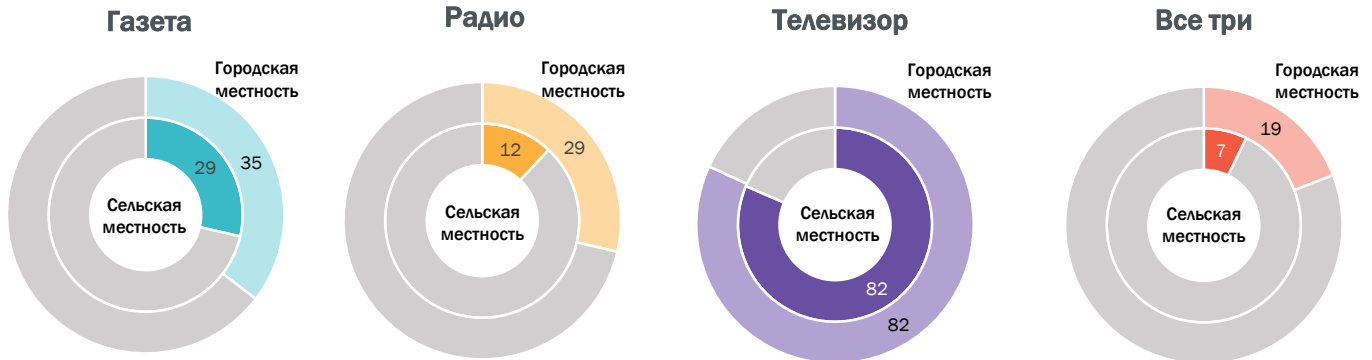 Газета
Городская
местность
35
29
Сельская
местность
Радио
Городская
местность
29
12
Сельская
местность
Телевизор
Городская
местность
Сельская
местность
82
82
Все три
Городская
местность
19
7
Сельская
местность